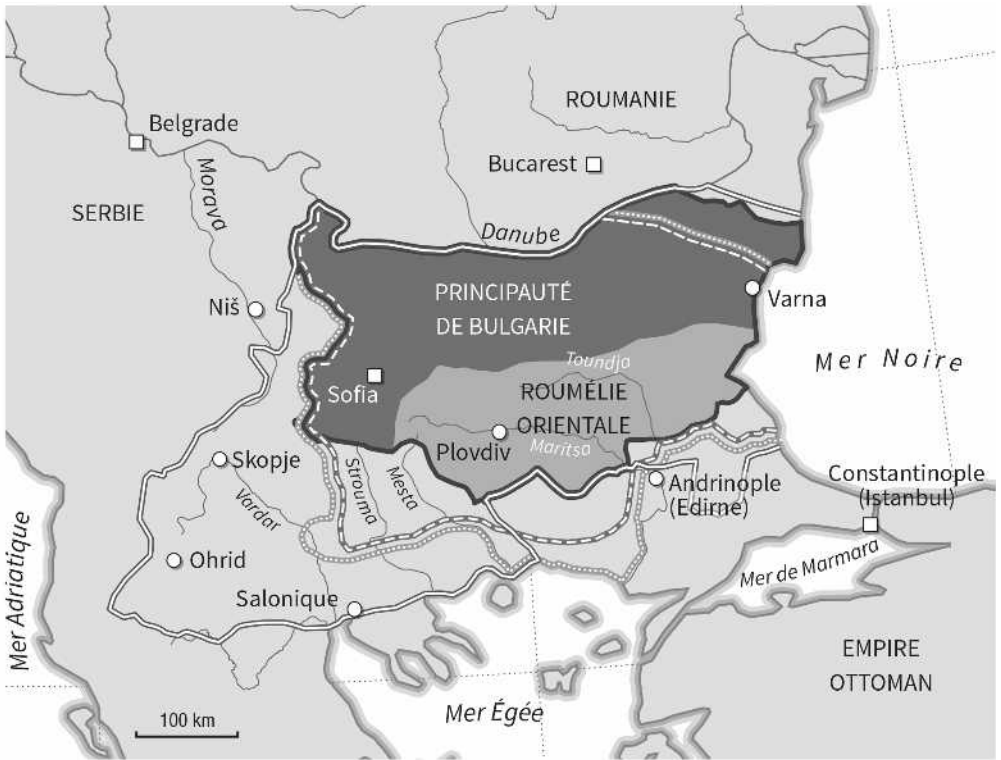 ROUMANIE
Belgrade
Bucarest
Morava
SERBIE
Danube
PRINCIPAUTÉ
DE BULGARIE
Varna
Niš
Mer Noire
Toundja
Sofia
ROUMÉLIE
ORIENTALE
Plovdiv
Maritsa
Skopje
Strouma
Mesta
Andrinople
(Edirne)
Constantinople
(Istanbul)
Vardar
Ohrid
Mer de Marmara
Mer Adriatique
Salonique
EMPIRE
OTTOMAN
Mer Égée
100 km